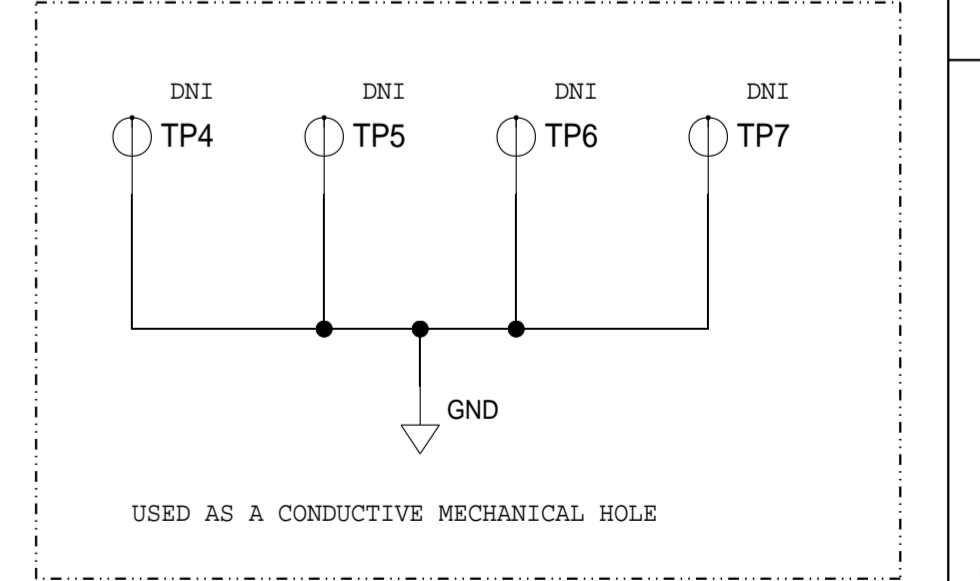 DNI DNI DNI DNI
TP4 TP5 TP6 TP7
GND
USED AS A CONDUCTIVE MECHANICAL HOLE